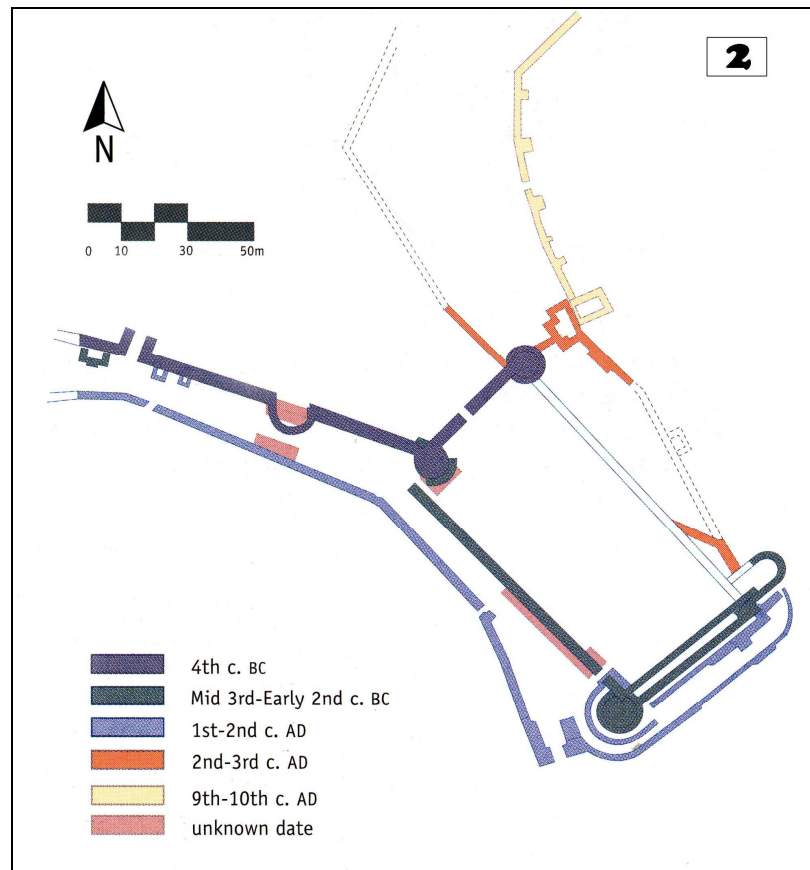 2
N
0 10 30 50m
4th c. BC
Mid 3rd-Early 2nd c. BC
1st-2nd c. AD
2nd-3rd c. AD
9th-10th c. AD
unknown date